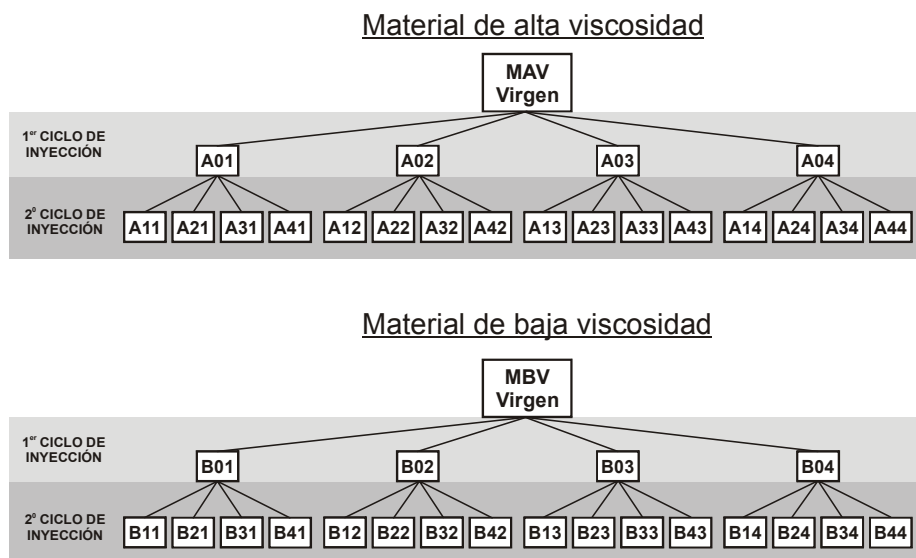 Material de alta viscosidad
MAV
Virgen
1er CICLO DE
INYECCIÓN
A01 A02 A03 A04
2º CICLO DE
INYECCIÓN
A11 A21 A31 A41 A12 A22 A32 A42 A13 A23 A33 A43 A14 A24 A34 A44
Material de baja viscosidad
MBV
Virgen
1er CICLO DE
INYECCIÓN
B01 B02 B03 B04
2º CICLO DE
INYECCIÓN
B11 B21 B31 B41 B12 B22 B32 B42 B13 B23 B33 B43 B14 B24 B34 B44